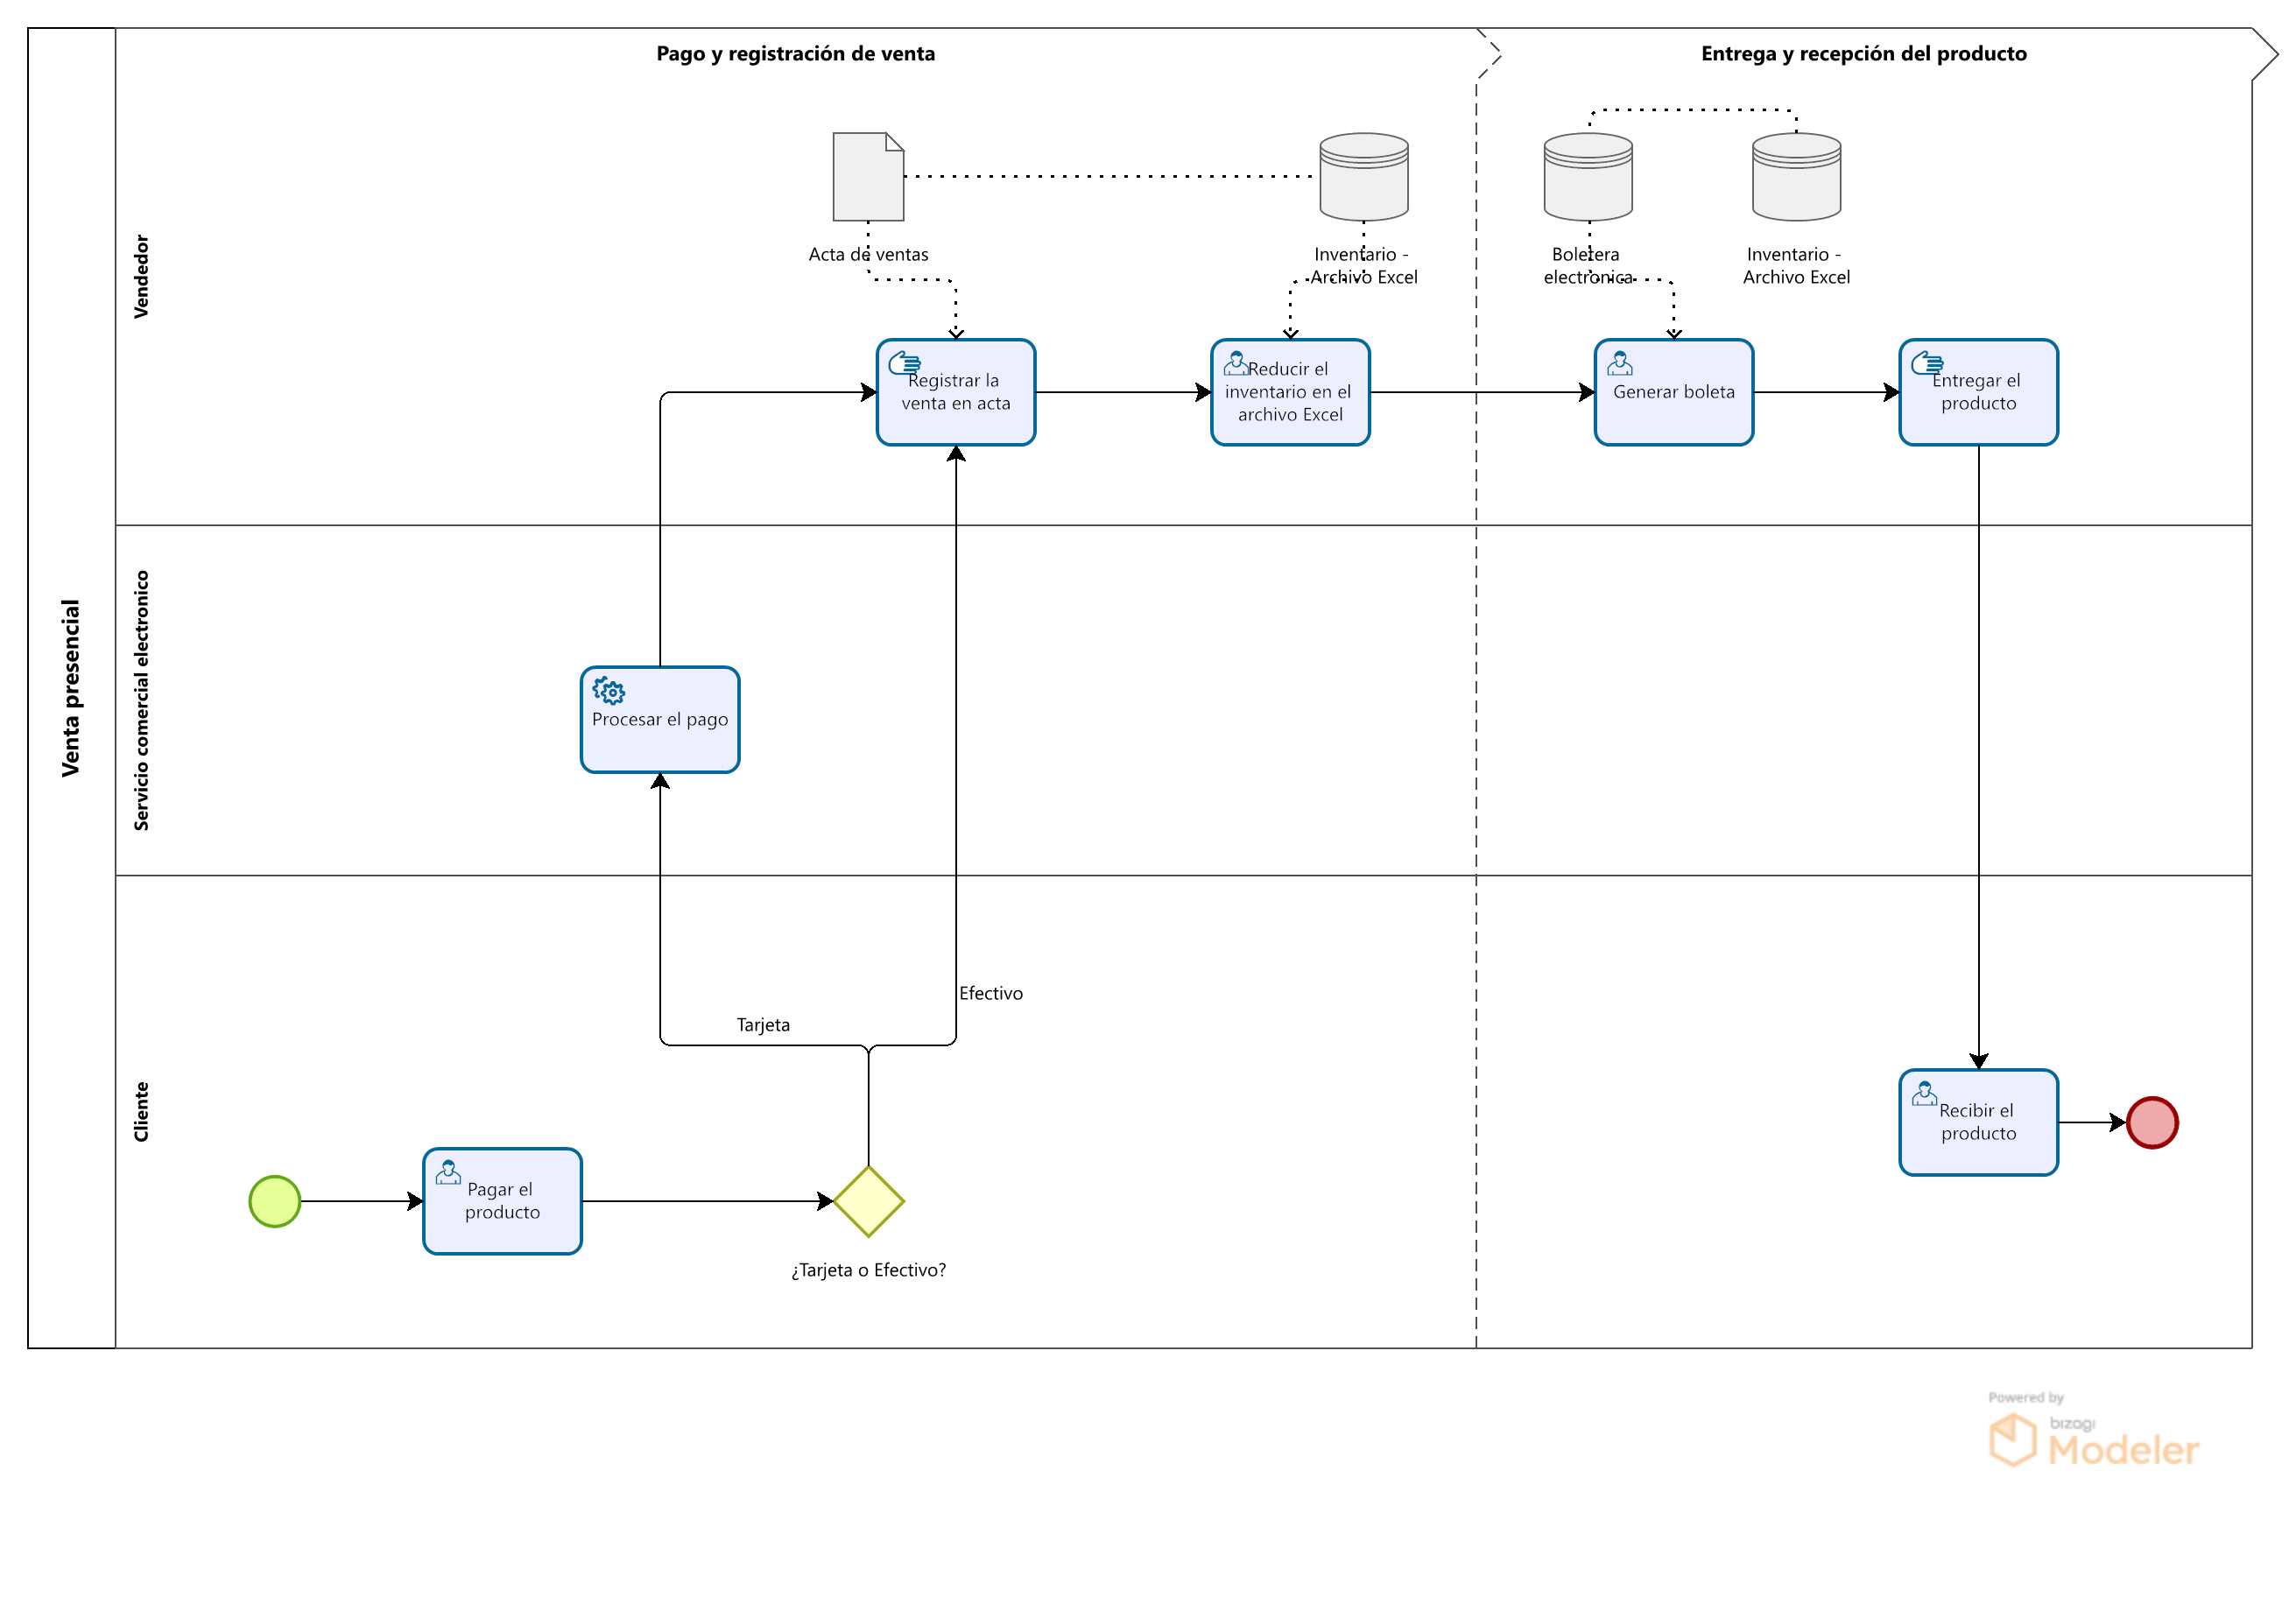 Pago y registración de venta
Entrega y recepción del producto
Venta presencial
Vendedor
Acta de ventas
Inventario -
Archivo Excel
Boletera
electronica
Inventario -
Archivo Excel
Registrar la
venta en acta
Reducir el
inventario en el
archivo Excel
Generar boleta
Entregar el
producto
Servicio comercial electronico
Procesar el pago
Cliente
Efectivo
Tarjeta
Pagar el
producto
¿Tarjeta o Efectivo?
Recibir el
producto
Powered by
bizagi
Modeler